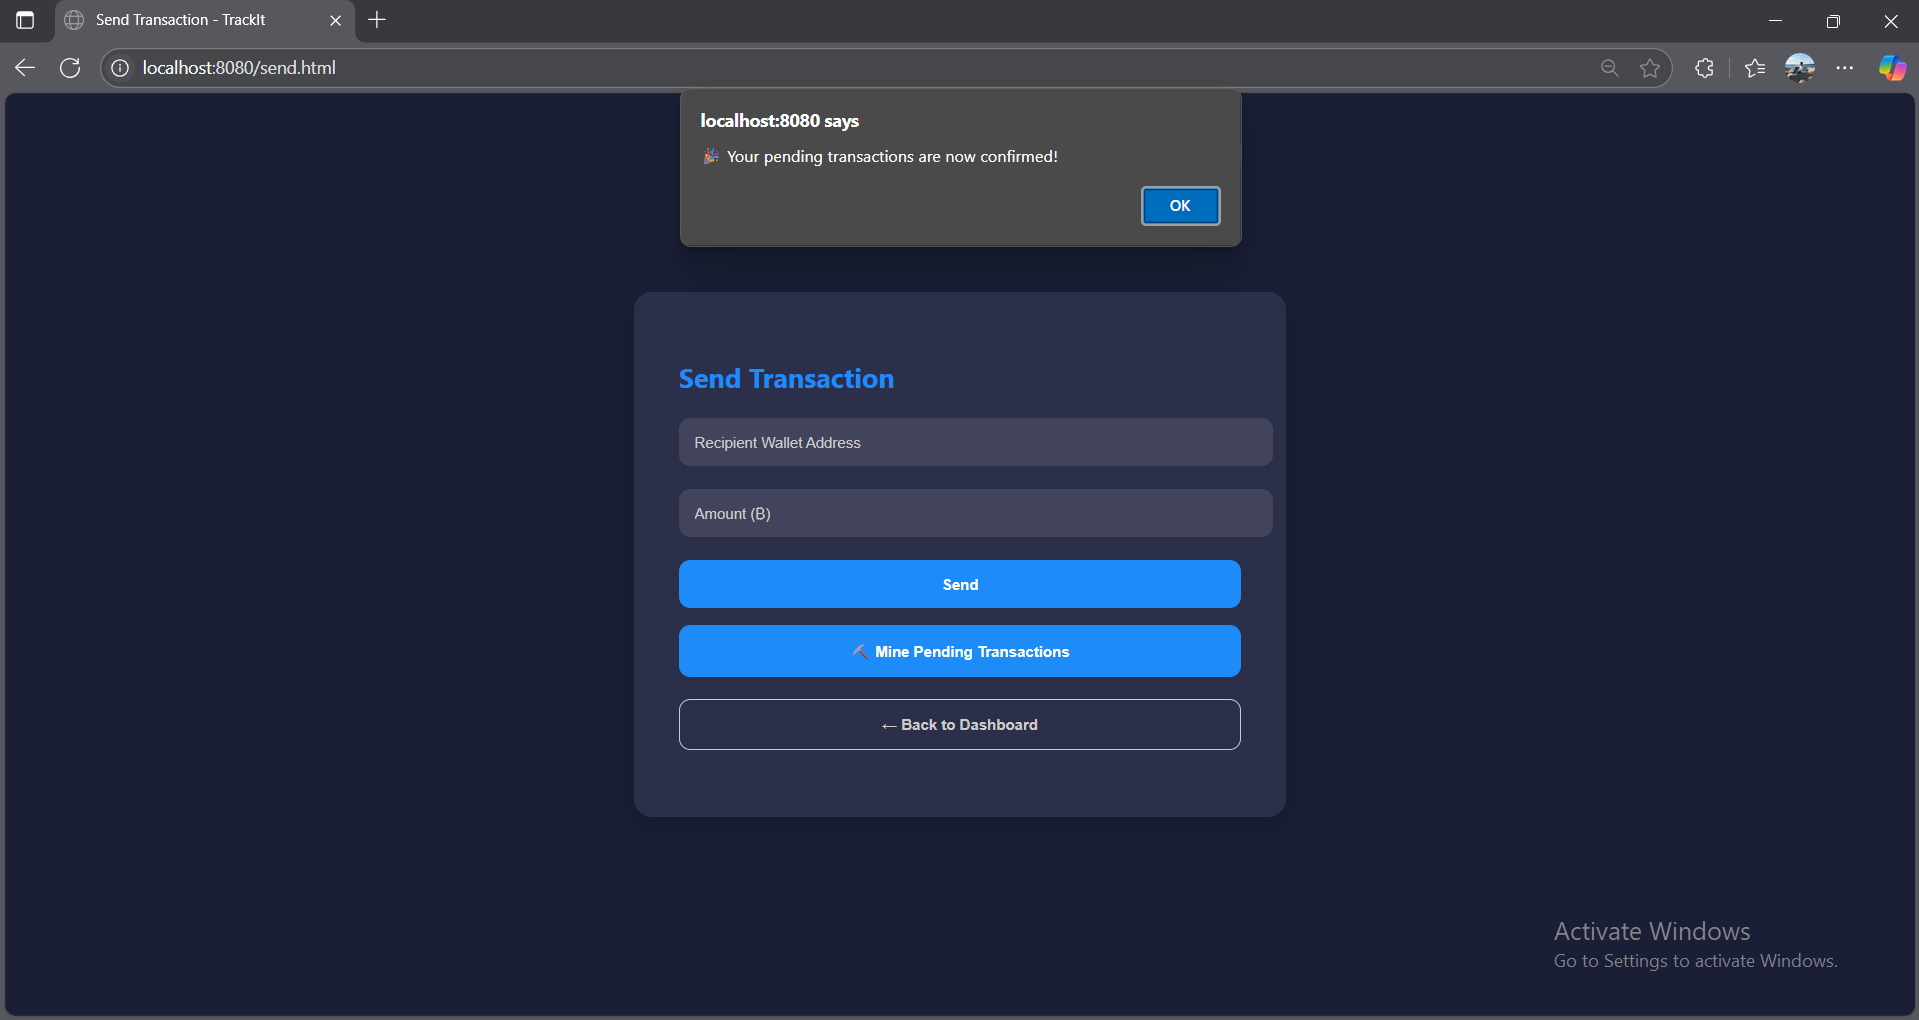 Send Transaction - TrackIt
localhost:8080/send.html
localhost:8080 says
🎉 Your pending transactions are now confirmed!
OK
Send Transaction
Recipient Wallet Address
Amount (₿)
Send
⛏️ Mine Pending Transactions
← Back to Dashboard
Activate Windows
Go to Settings to activate Windows.